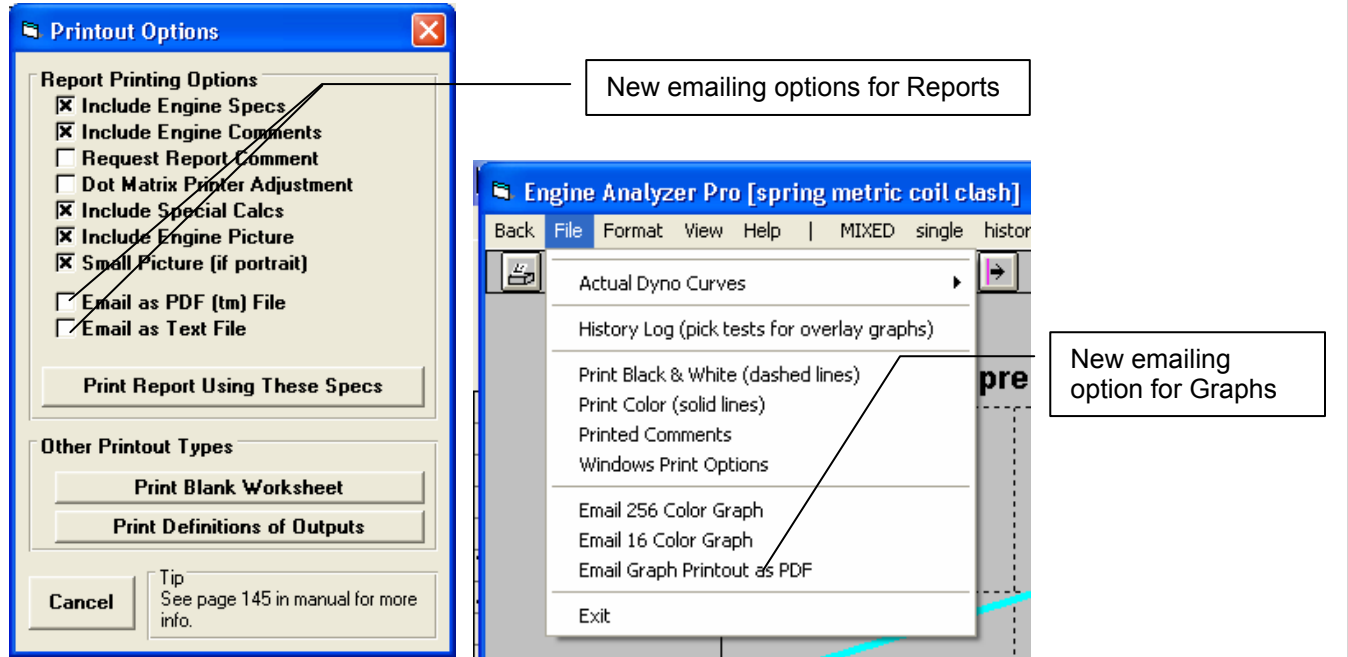 Printout Options
Report Printing Options
Include Engine Specs
Include Engine Comments
Request Report Comment
Dot Matrix Printer Adjustment
Include Special Calcs
Include Engine Picture
Small Picture (if portrait)
Email as PDF (tm) File
Email as Text File
Print Report Using These Specs
Other Printout Types
Print Blank Worksheet
Print Definitions of Outputs
Cancel
Tip
See page 145 in manual for more
info.
New emailing options for Reports
Engine Analyzer Pro [spring metric coil clash]
Back File Format View Help | MIXED single histor
Actual Dyno Curves
History Log (pick tests for overlay graphs)
Print Black & White (dashed lines)
Print Color (solid lines)
Printed Comments
Windows Print Options
Email 256 Color Graph
Email 16 Color Graph
Email Graph Printout as PDF
Exit
pre
New emailing
option for Graphs